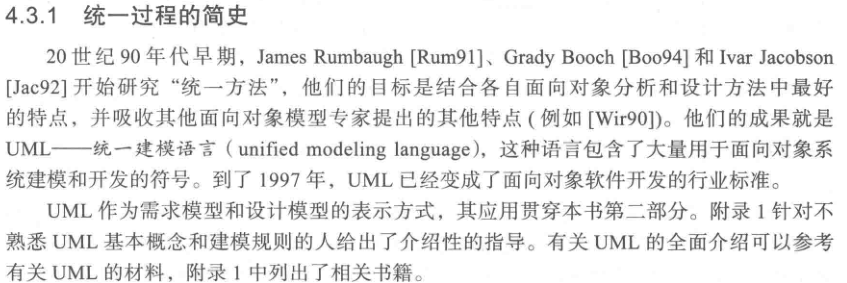 4.3.1 统一过程的简史
20 世纪 90 年代早期，James Rumbaugh [Rum91]、Grady Booch [Boo94] 和 Ivar Jacobson
[Jac92] 开始研究“统一方法”，他们的目标是结合各自面向对象分析和设计方法中最好
的特点，并吸收其他面向对象模型专家提出的其他特点 ( 例如 [Wir90])。他们的成果就是
UML——统一建模语言（unified modeling language），这种语言包含了大量用于面向对象系
统建模和开发的符号。到了 1997 年，UML 已经变成了面向对象软件开发的行业标准。
UML 作为需求模型和设计模型的表示方式，其应用贯穿本书第二部分。附录 1 针对不
熟悉 UML 基本概念和建模规则的人给出了介绍性的指导。有关 UML 的全面介绍可以参考
有关 UML 的材料，附录 1 中列出了相关书籍。